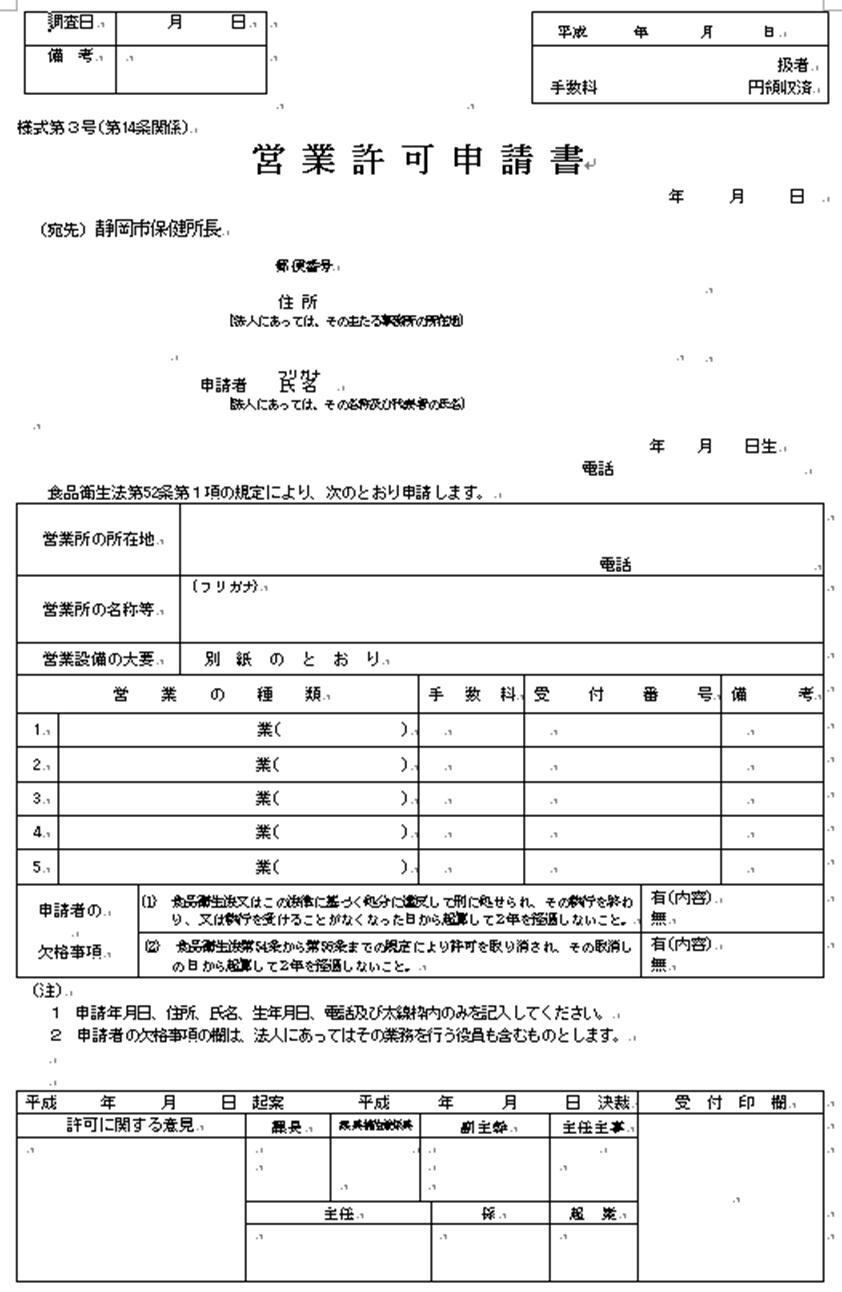 調査日 月 日
備 考
平成 年 月 日
扱者
手数料 円領収済
様式第３号(第14条関係)
営業許可申請書
年 月 日
(宛先) 静岡市保健所長
郵便番号
住 所
(法人にあっては、その主たる事務所の所在地)
フリガナ
申請者 氏 名
(法人にあっては、その名称及び代表者の氏名)
年 月 日生
電話
食品衛生法第52条第１項の規定により、次のとおり申請します。
営業所の所在地
電話
(フリガナ)
営業所の名称等
営業設備の大要 別 紙 の と お り
営 業 の 種 類 手 数 料 受 付 番 号 備 考
1. 業( )
2. 業( )
3. 業( )
4. 業( )
5. 業( )
申請者の
欠格事項
(1) 食品衛生法又はこの法律に基づく処分に違反して刑に処せられ、その執行を終わ
り、又は執行を受けることがなくなった日から起算して２年を経過しないこと。
有(内容)
無
(2) 食品衛生法第54条から第56条までの規定により許可を取り消され、その取消し
の日から起算して２年を経過しないこと。
有(内容)
無
(注)
１ 申請年月日、住所、氏名、生年月日、電話及び太線枠内のみを記入してください。
２ 申請者の欠格事項の欄は、法人にあってはその業務を行う役員も含むものとします。
平成 年 月 日 起案 平成 年 月 日 決裁 受 付 印 欄
許可に関する意見 課長 副主幹 主任主事
主任 係 起 案